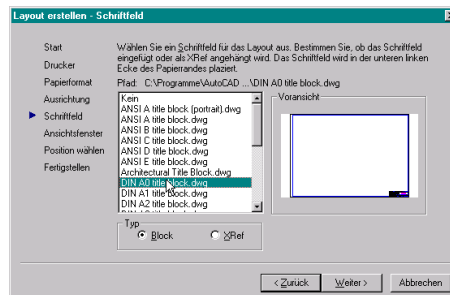 Layout erstellen - Schriftfeld
Start
Drucker
Papierformat
Ausrichtung
Schriftfeld
Ansichtsfenster
Position wählen
Fertigstellen
Wählen Sie ein Schriftfeld für das Layout aus. Bestimmen Sie, ob das Schriftfeld
eingefügt oder als XRef angehängt wird. Das Schriftfeld wird in der unteren linken
Ecke des Papierrandes plaziert.
Pfad: C:\Programme\AutoCAD ...\DIN A0 title block.dwg
Kein
ANSI A title block (portrait).dwg
ANSI A title block.dwg
ANSI B title block.dwg
ANSI C title block.dwg
ANSI D title block.dwg
ANSI E title block.dwg
Architectural Title Block.dwg
DIN A0 title block.dwg
DIN A1 title block.dwg
DIN A2 title block.dwg
Voransicht
Typ
Block
XRef
< Zurück
Weiter >
Abbrechen